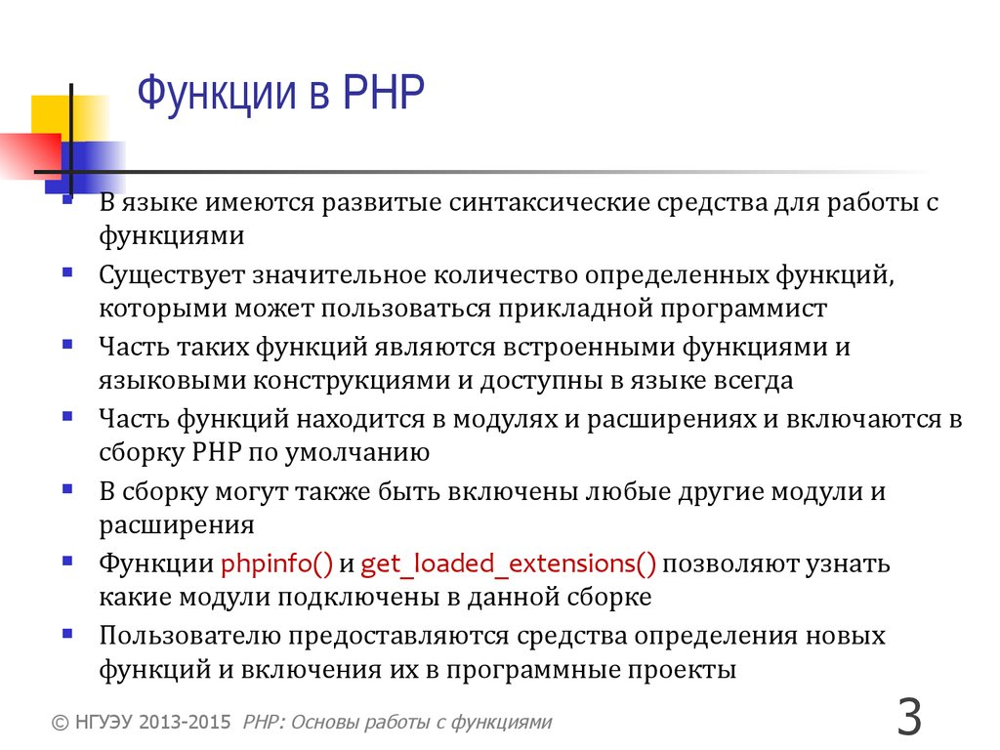 Функции в PHP
В языке имеются развитые синтаксические средства для работы с
функциями
Существует значительное количество определенных функций,
которыми может пользоваться прикладной программист
Часть таких функций являются встроенными функциями и
языковыми конструкциями и доступны в языке всегда
Часть функций находится в модулях и расширениях и включаются в
сборку PHP по умолчанию
В сборку могут также быть включены любые другие модули и
расширения
Функции phpinfo() и get_loaded_extensions() позволяют узнать
какие модули подключены в данной сборке
Пользователю предоставляются средства определения новых
функций и включения их в программные проекты
© НГУЭУ 2013-2015 PHP: Основы работы с функциями
3